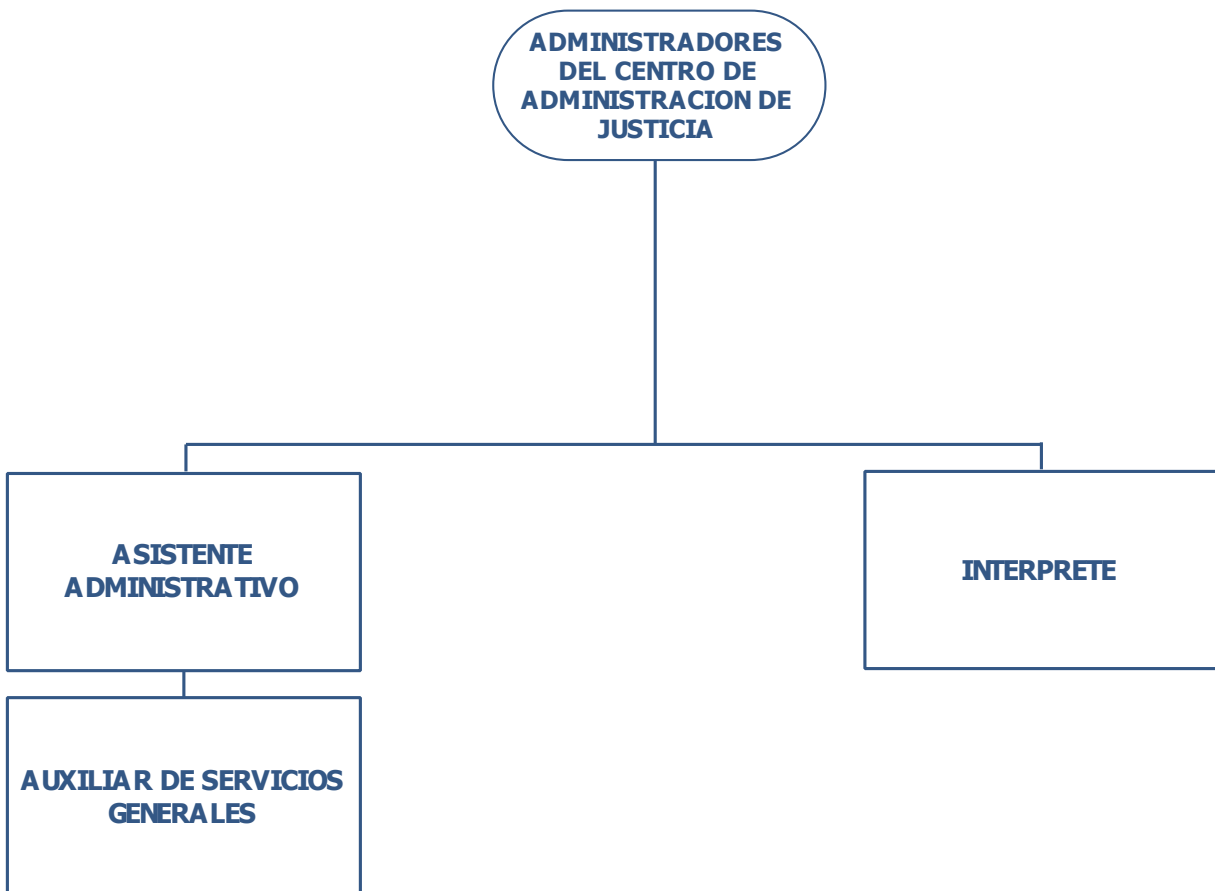 ADMINISTRADORES
DEL CENTRO DE
ADMINISTRACION DE
JUSTICIA
ASISTENTE
ADMINISTRATIVO
INTERPRETE
AUXILIAR DE SERVICIOS
GENERALES